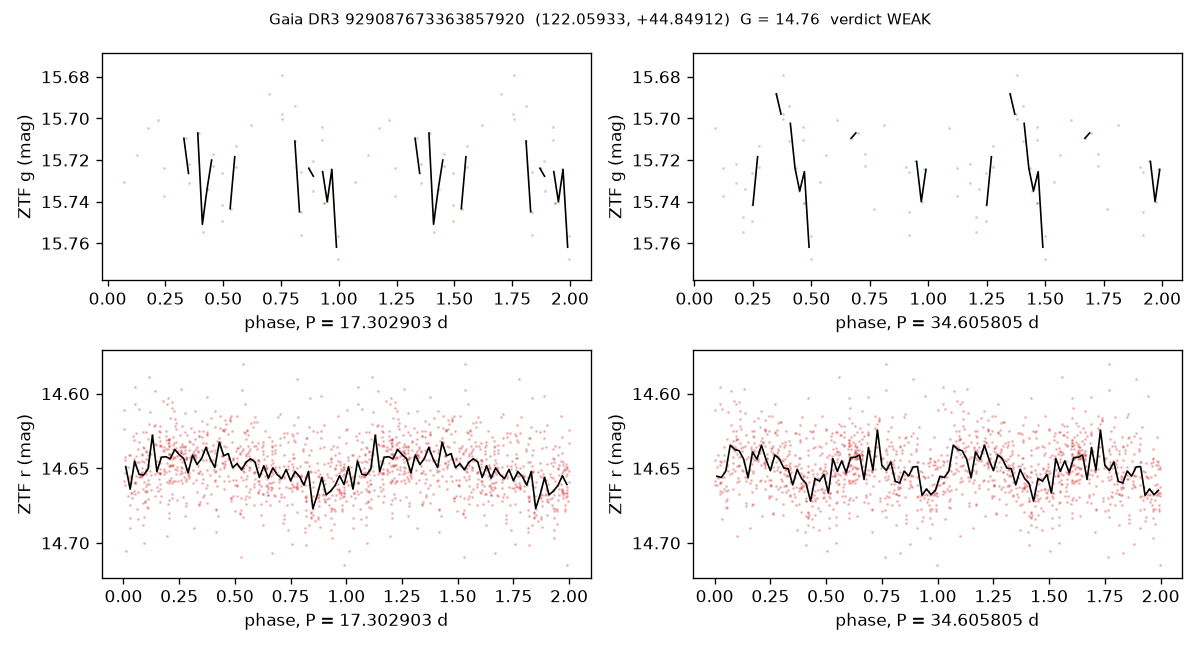 Gaia DR3 929087673363857920  (122.05933, +44.84912)  G = 14.76  verdict WEAK
ZTF g (mag)
15.68
15.70
15.72
15.74
15.76
0.00 0.25 0.50 0.75 1.00 1.25 1.50 1.75 2.00
phase, P = 17.302903 d
ZTF g (mag)
15.68
15.70
15.72
15.74
15.76
0.00 0.25 0.50 0.75 1.00 1.25 1.50 1.75 2.00
phase, P = 34.605805 d
ZTF r (mag)
14.60
14.65
14.70
0.00 0.25 0.50 0.75 1.00 1.25 1.50 1.75 2.00
phase, P = 17.302903 d
ZTF r (mag)
14.60
14.65
14.70
0.00 0.25 0.50 0.75 1.00 1.25 1.50 1.75 2.00
phase, P = 34.605805 d